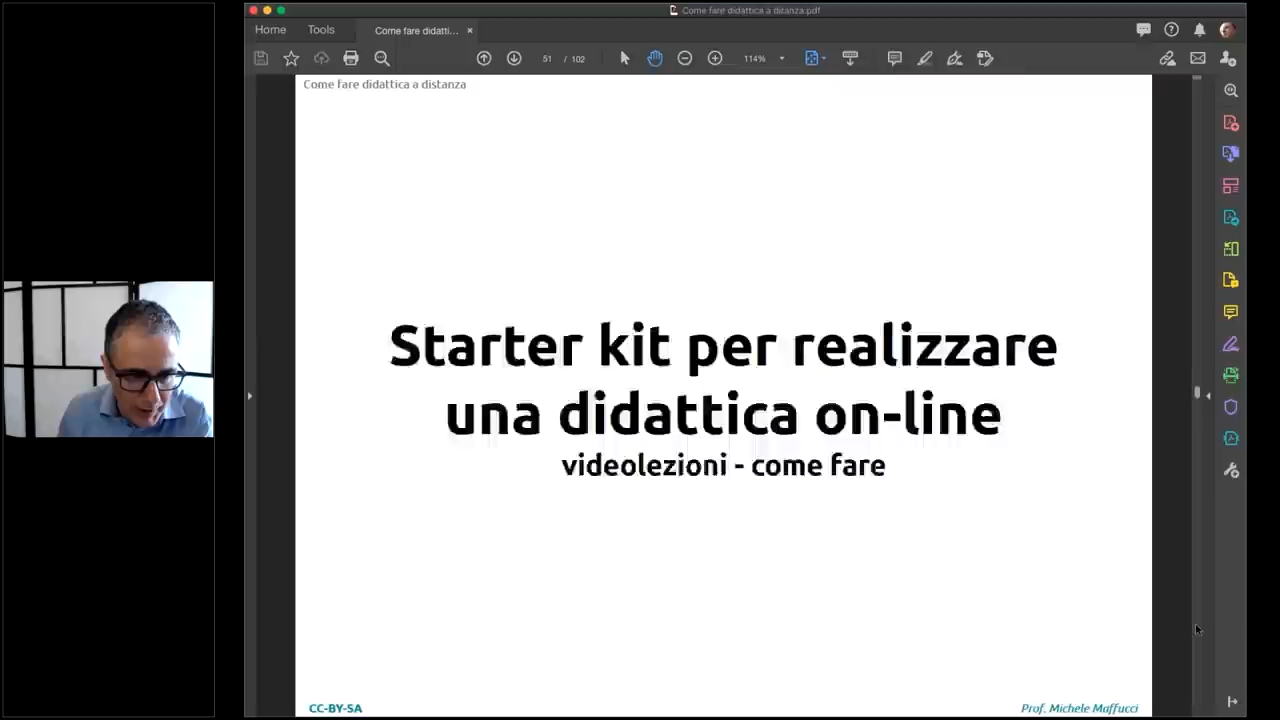 Come fare didattica a ditanza.pdf
Home
Tools
Come fare didatti...
51 / 102
114%
Come fare didattica a distanza
Starter kit per realizzare
una didattica on-line
videolezioni - come fare
CC-BY-SA
Prof. Michele Maffucci